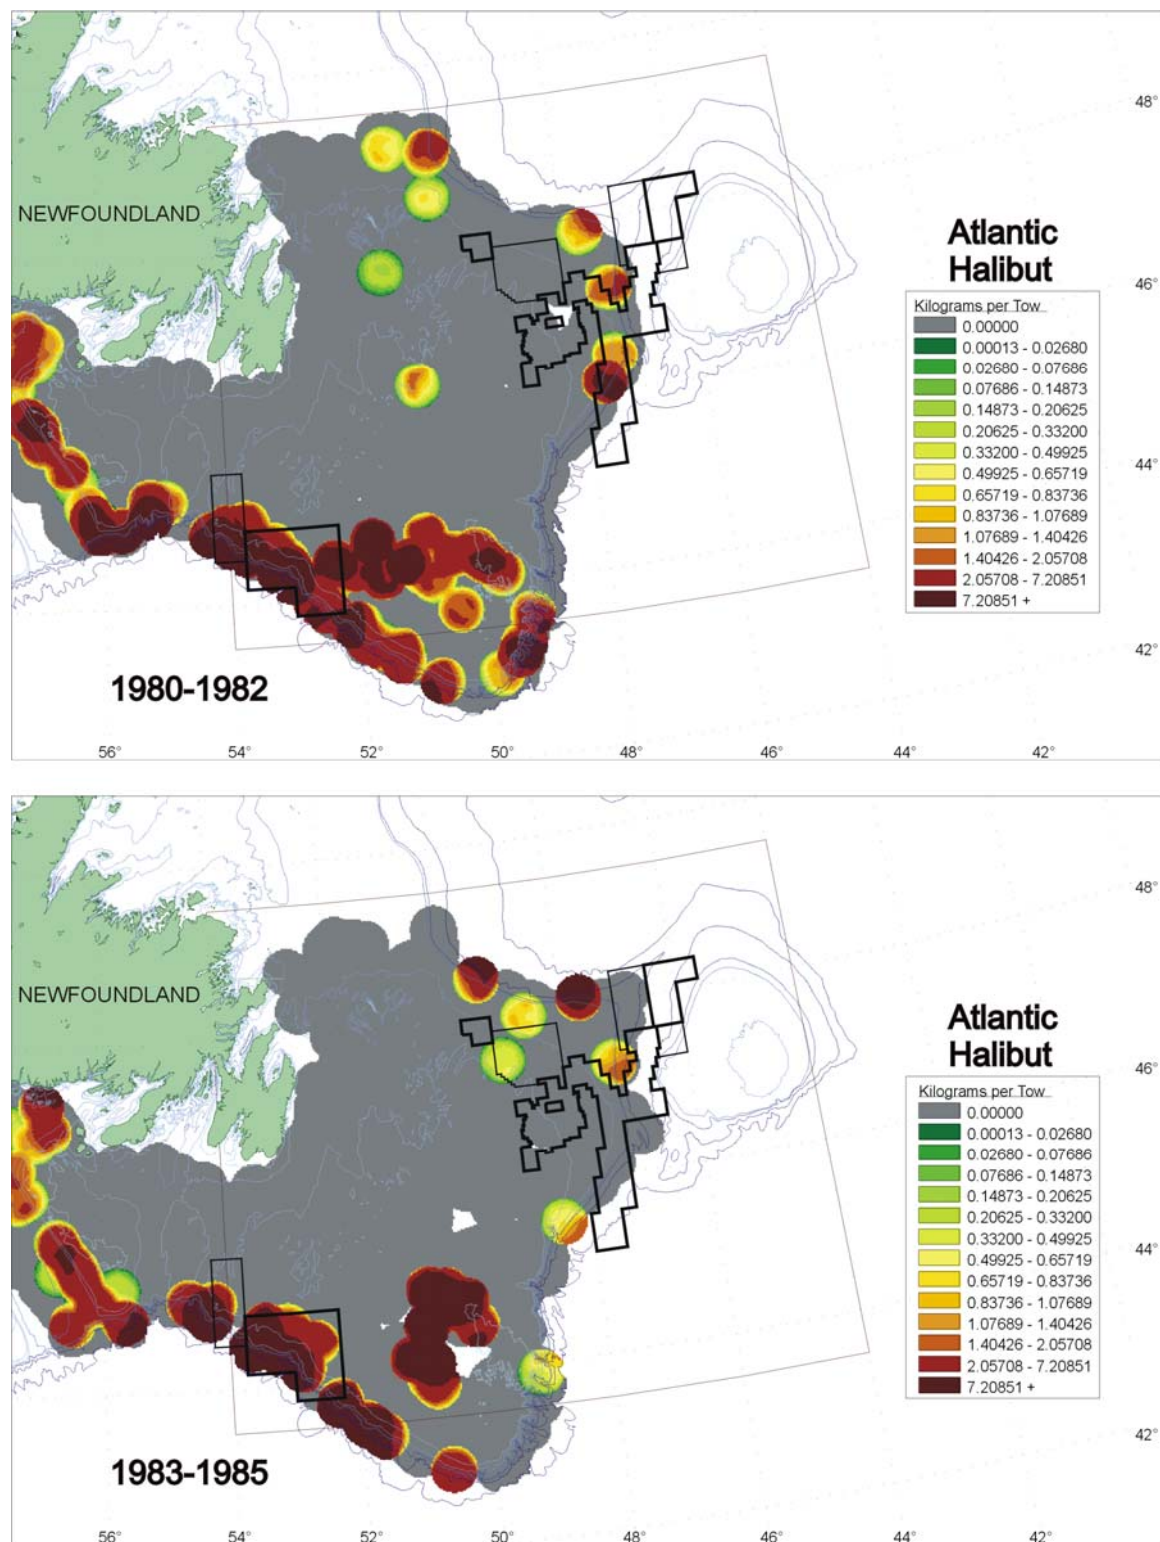 48°
NEWFOUNDLAND
Atlantic
Halibut
46°
Kilograms per Tow
0.00000
0.00013 - 0.02680
0.02680 - 0.07686
0.07686 - 0.14873
0.14873 - 0.20625
0.20625 - 0.33200
0.33200 - 0.49925
0.49925 - 0.65719
0.65719 - 0.83736
0.83736 - 1.07689
1.07689 - 1.40426
1.40426 - 2.05708
2.05708 - 7.20851
7.20851 +
44°
42°
1980-1982
56°
54°
52°
50°
48°
46°
44°
42°
48°
NEWFOUNDLAND
Atlantic
Halibut
46°
Kilograms per Tow
0.00000
0.00013 - 0.02680
0.02680 - 0.07686
0.07686 - 0.14873
0.14873 - 0.20625
0.20625 - 0.33200
0.33200 - 0.49925
0.49925 - 0.65719
0.65719 - 0.83736
0.83736 - 1.07689
1.07689 - 1.40426
1.40426 - 2.05708
2.05708 - 7.20851
7.20851 +
44°
42°
1983-1985
56°
54°
52°
50°
48°
46°
44°
42°